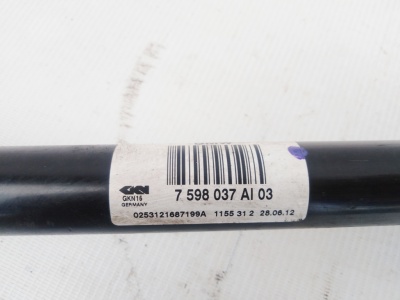 7 598 037 AI 03
GKN
GKN16
GERMANY
0253121687199A 1155 31 2 28.06.12